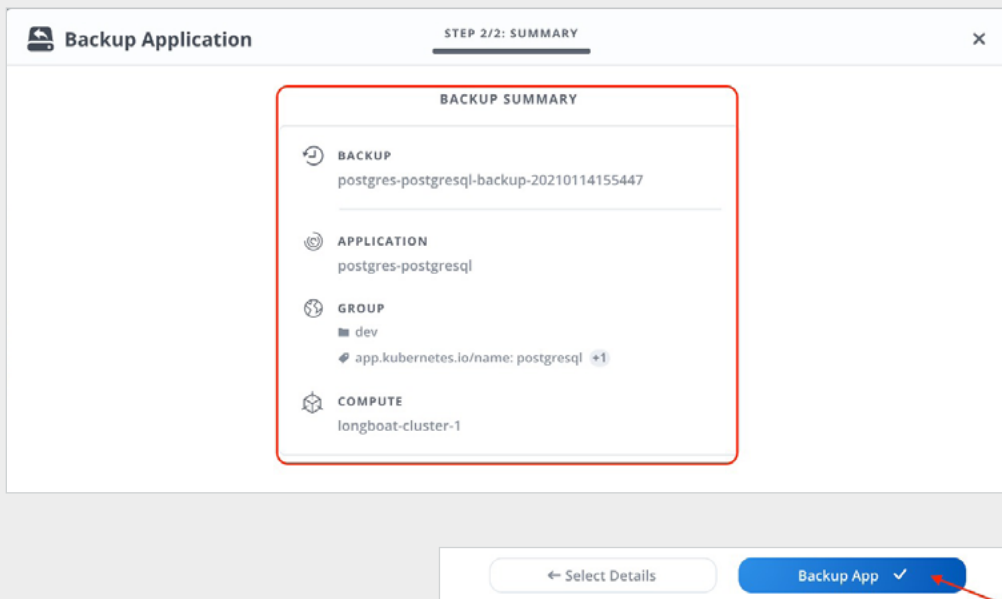 Backup Application
STEP 2/2: SUMMARY
BACKUP SUMMARY
BACKUP
postgres-postgresql-backup-20210114155447
APPLICATION
postgres-postgresql
GROUP
dev
app.kubernetes.io/name: postgresql +1
COMPUTE
longboat-cluster-1
← Select Details
Backup App ✓